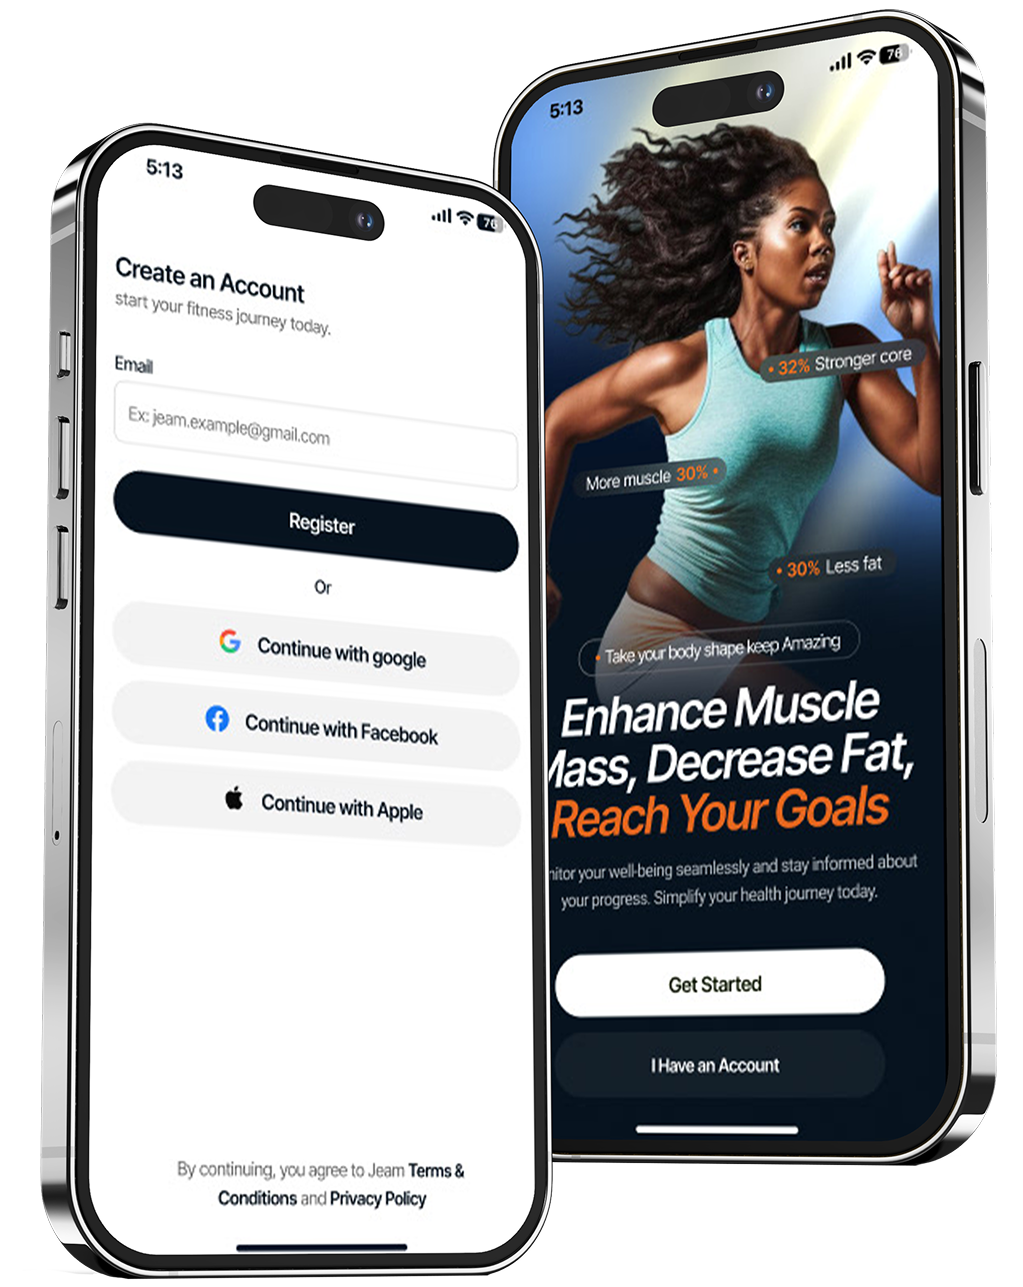 5:13
76
Create an Account
start your fitness journey today.
Email
Ex: jeam.example@gmail.com
Register
Or
Continue with google
Continue with Facebook
Continue with Apple
By continuing, you agree to Jeam Terms &
Conditions and Privacy Policy
5:13
76
• 32% Stronger core
More muscle 30% •
• 30% Less fat
• Take your body shape keep Amazing
Enhance Muscle
Mass, Decrease Fat,
Reach Your Goals
nitor your well-being seamlessly and stay informed about
your progress. Simplify your health journey today.
Get Started
I Have an Account